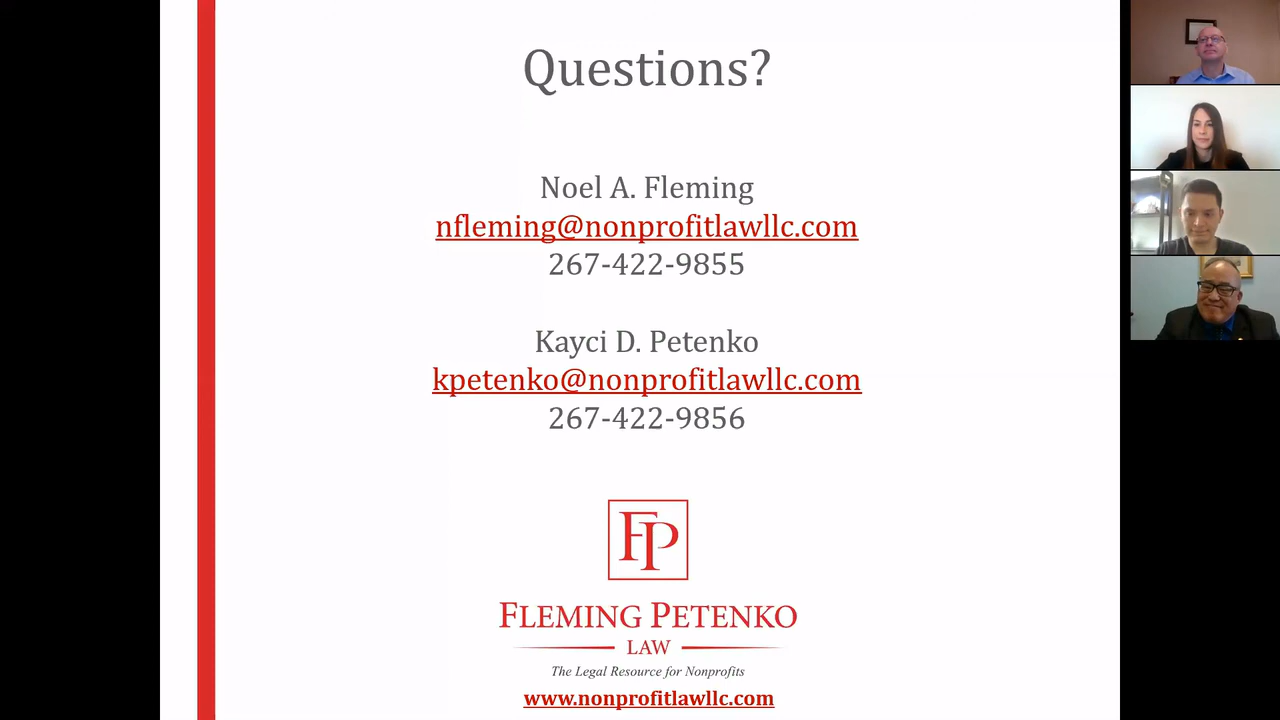 Questions?
Noel A. Fleming
nfleming@nonprofitlawllc.com
267-422-9855
Kayci D. Petenko
kpetenko@nonprofitlawllc.com
267-422-9856
FP
FLEMING PETENKO
LAW
The Legal Resource for Nonprofits
www.nonprofitlawllc.com